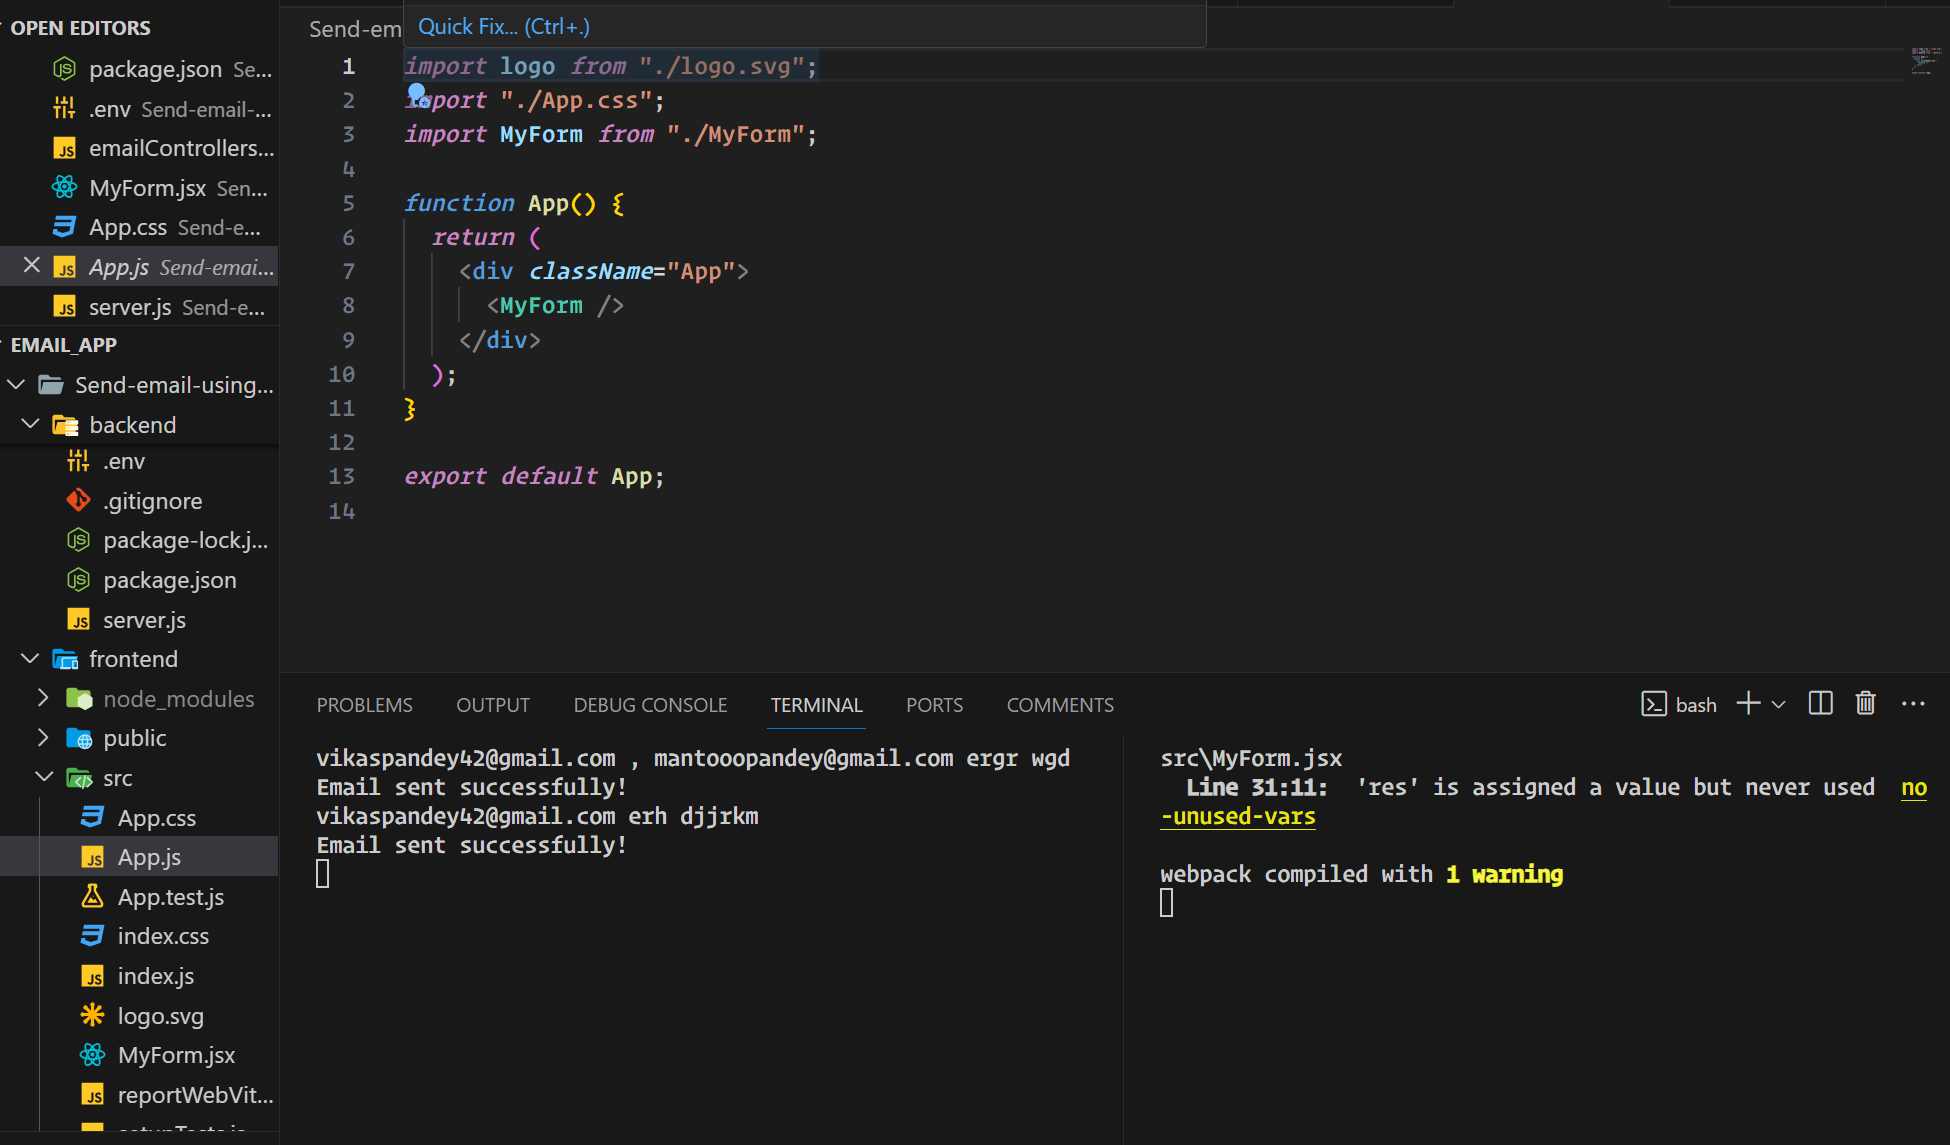 OPEN EDITORS
package.json Se...
.env Send-email-...
emailControllers...
MyForm.jsx Sen...
App.css Send-e...
App.js Send-emai...
server.js Send-e...
EMAIL_APP
Send-email-using...
backend
.env
.gitignore
package-lock.j...
package.json
server.js
frontend
node_modules
public
src
App.css
App.js
App.test.js
index.css
index.js
logo.svg
MyForm.jsx
reportWebVit...
Send-em
Quick Fix... (Ctrl+.)
1 import logo from "./logo.svg";
2 import "./App.css";
3 import MyForm from "./MyForm";
4
5 function App() {
6 return (
7 <div className="App">
8 <MyForm />
9 </div>
10 );
11 }
12
13 export default App;
14
PROBLEMS OUTPUT DEBUG CONSOLE TERMINAL PORTS COMMENTS bash
vikaspandey42@gmail.com , mantooopandey@gmail.com ergr wgd
Email sent successfully!
vikaspandey42@gmail.com erh djjrkm
Email sent successfully!
src\MyForm.jsx
Line 31:11: 'res' is assigned a value but never used no
-unused-vars
webpack compiled with 1 warning